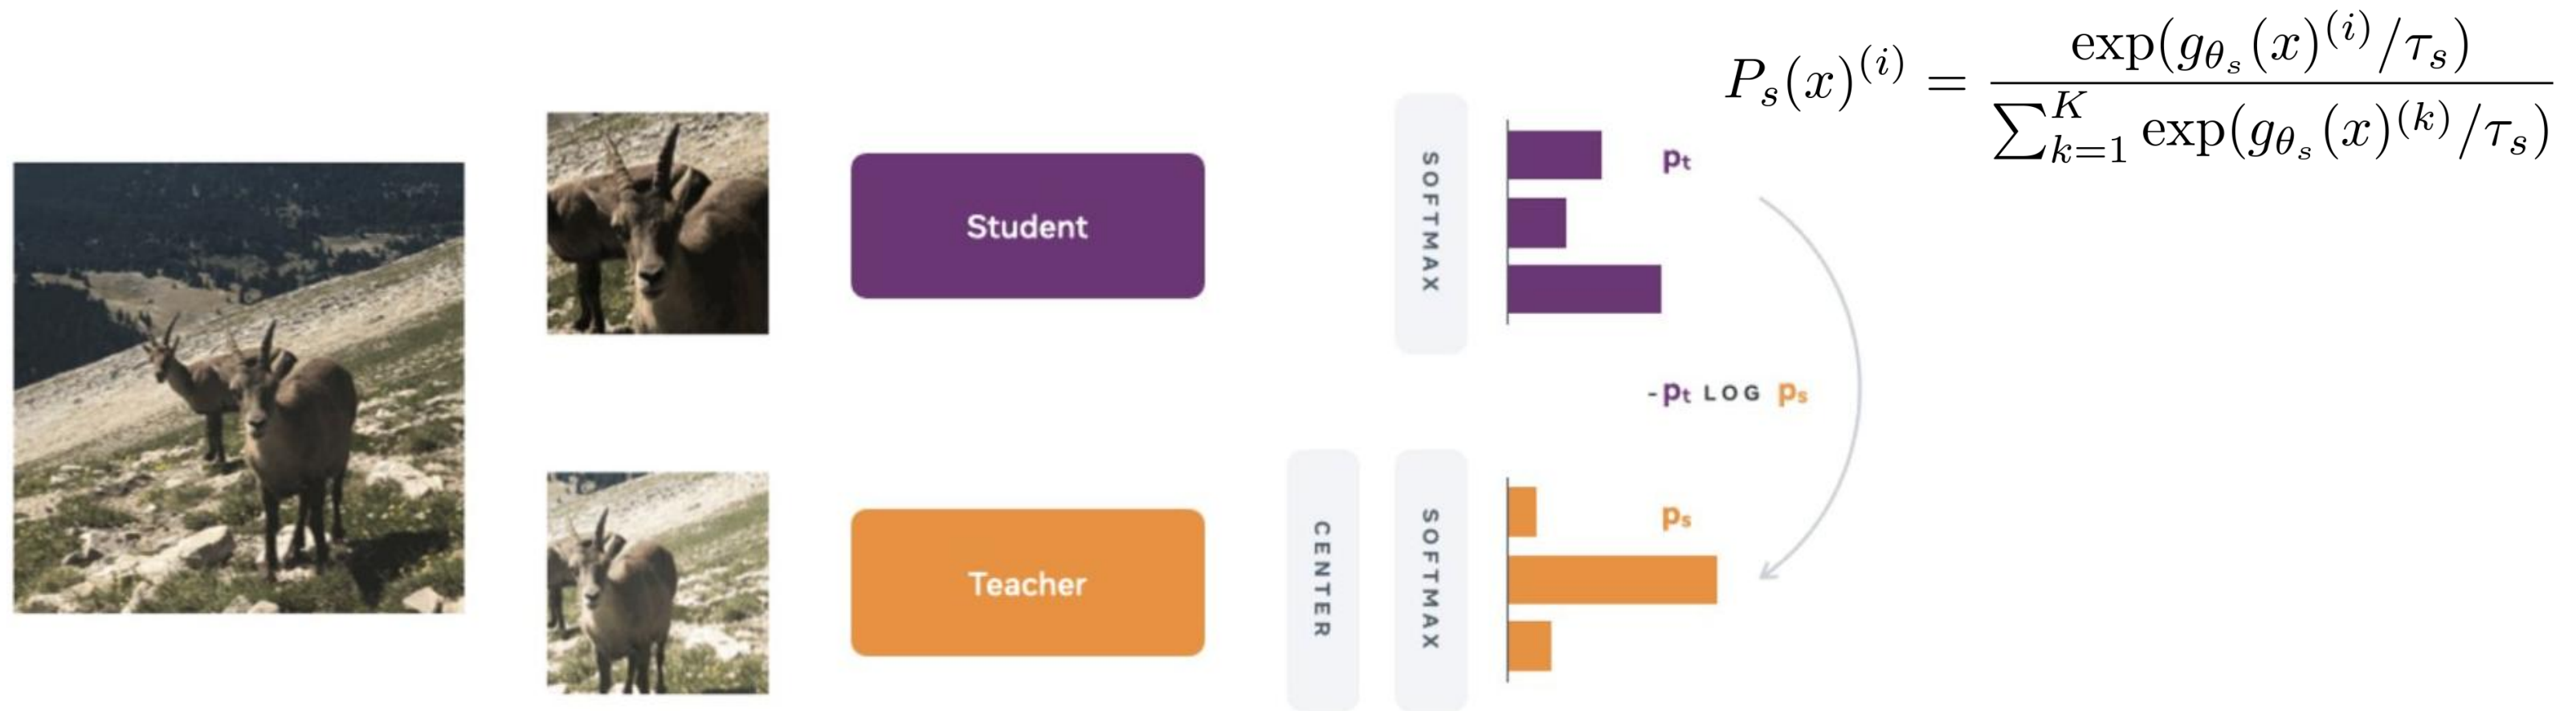 P_s(x)^{(i)} = \frac{\exp(g_{\theta_s}(x)^{(i)}/\tau_s)}{\sum_{k=1}^{K} \exp(g_{\theta_s}(x)^{(k)}/\tau_s)}
Student
SOFTMAX
pt
-pt LOG ps
Teacher
CENTER
SOFTMAX
ps